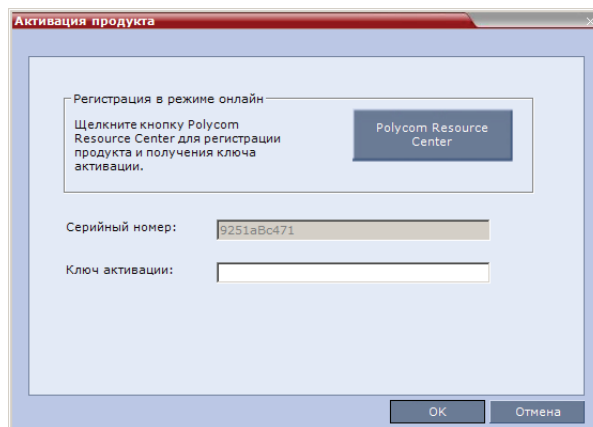 Активация продукта
Регистрация в режиме онлайн
Щелкните кнопку Polycom
Resource Center для регистрации
продукта и получения ключа
активации.
Polycom Resource
Center
Серийный номер:
9251aBc471
Ключ активации:
OK
Отмена